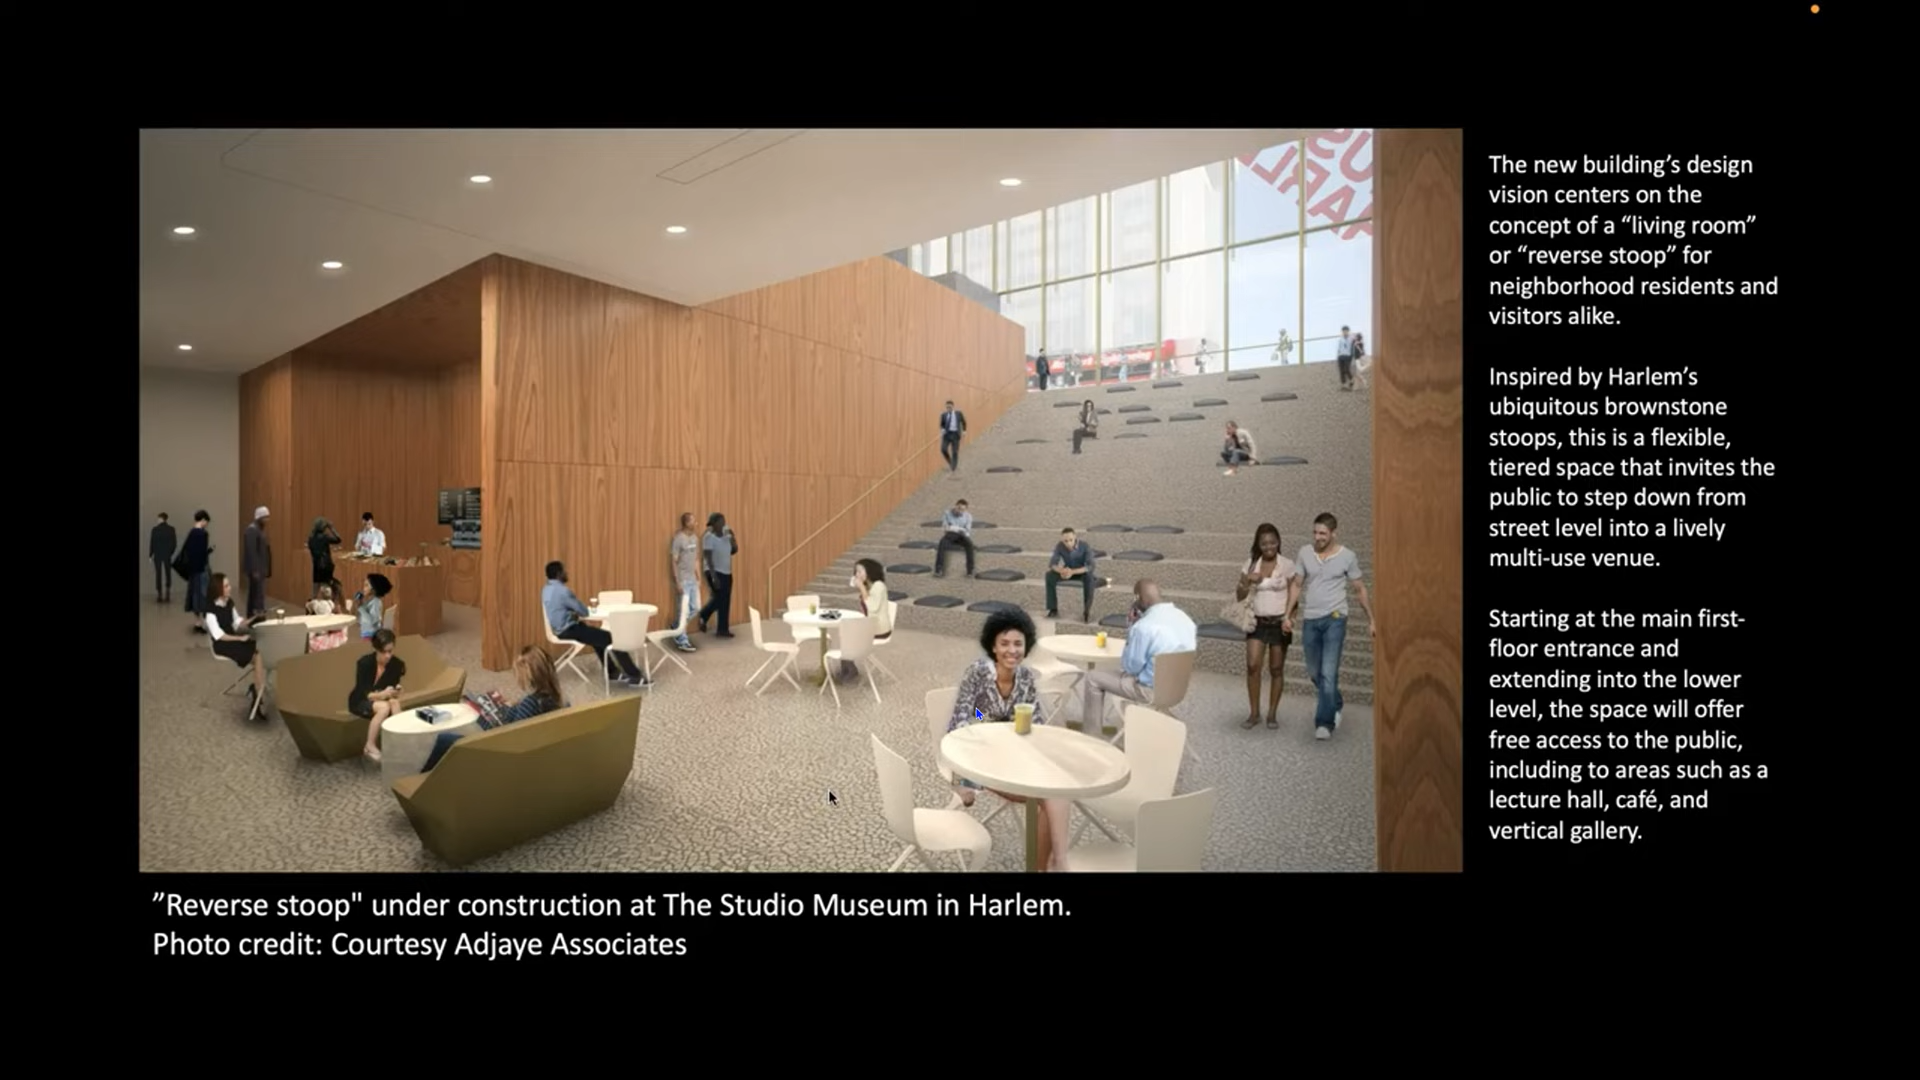 The new building’s design
vision centers on the
concept of a “living room”
or “reverse stoop” for
neighborhood residents and
visitors alike.
Inspired by Harlem’s
ubiquitous brownstone
stoops, this is a flexible,
tiered space that invites the
public to step down from
street level into a lively
multi-use venue.
Starting at the main first-
floor entrance and
extending into the lower
level, the space will offer
free access to the public,
including to areas such as a
lecture hall, café, and
vertical gallery.
”Reverse stoop" under construction at The Studio Museum in Harlem.
Photo credit: Courtesy Adjaye Associates